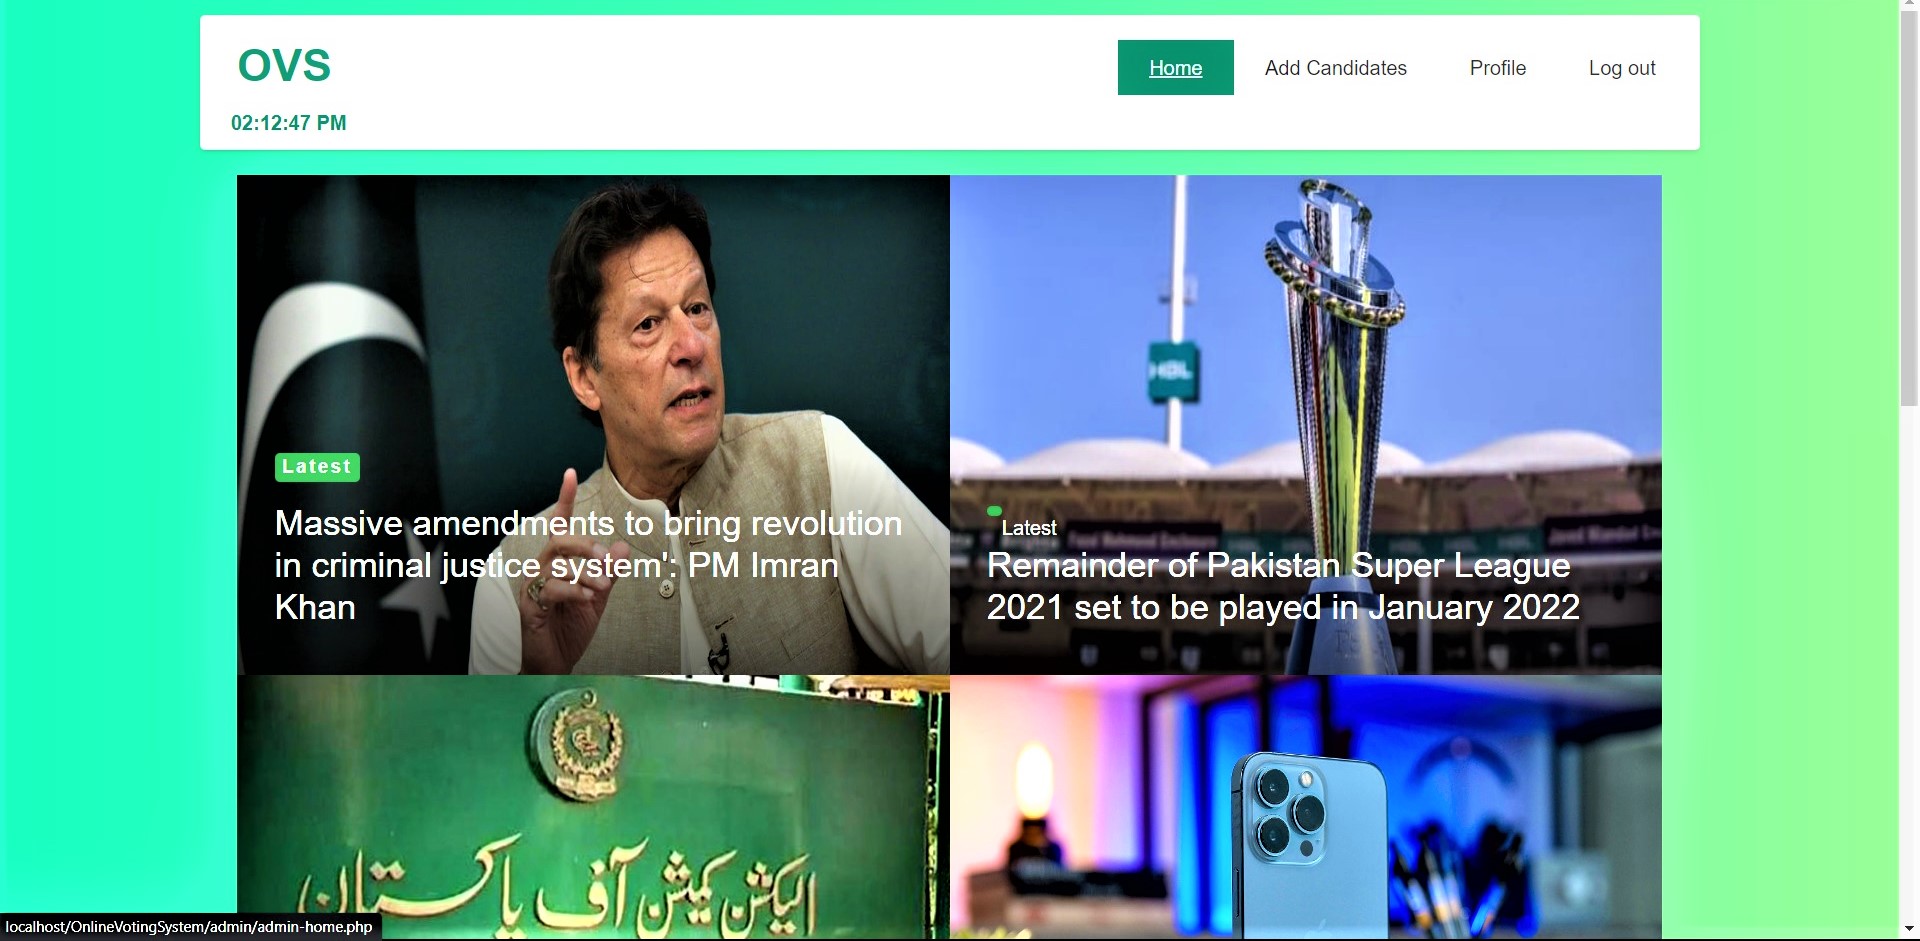 OVS
Home
Add Candidates
Profile
Log out
02:12:47 PM
HBL
Latest
Massive amendments to bring revolution
in criminal justice system': PM Imran
Khan
Latest
Remainder of Pakistan Super League
2021 set to be played in January 2022
الیکشن کمیشن آف پاکستان
localhost/OnlineVotingSystem/admin/admin-home.php